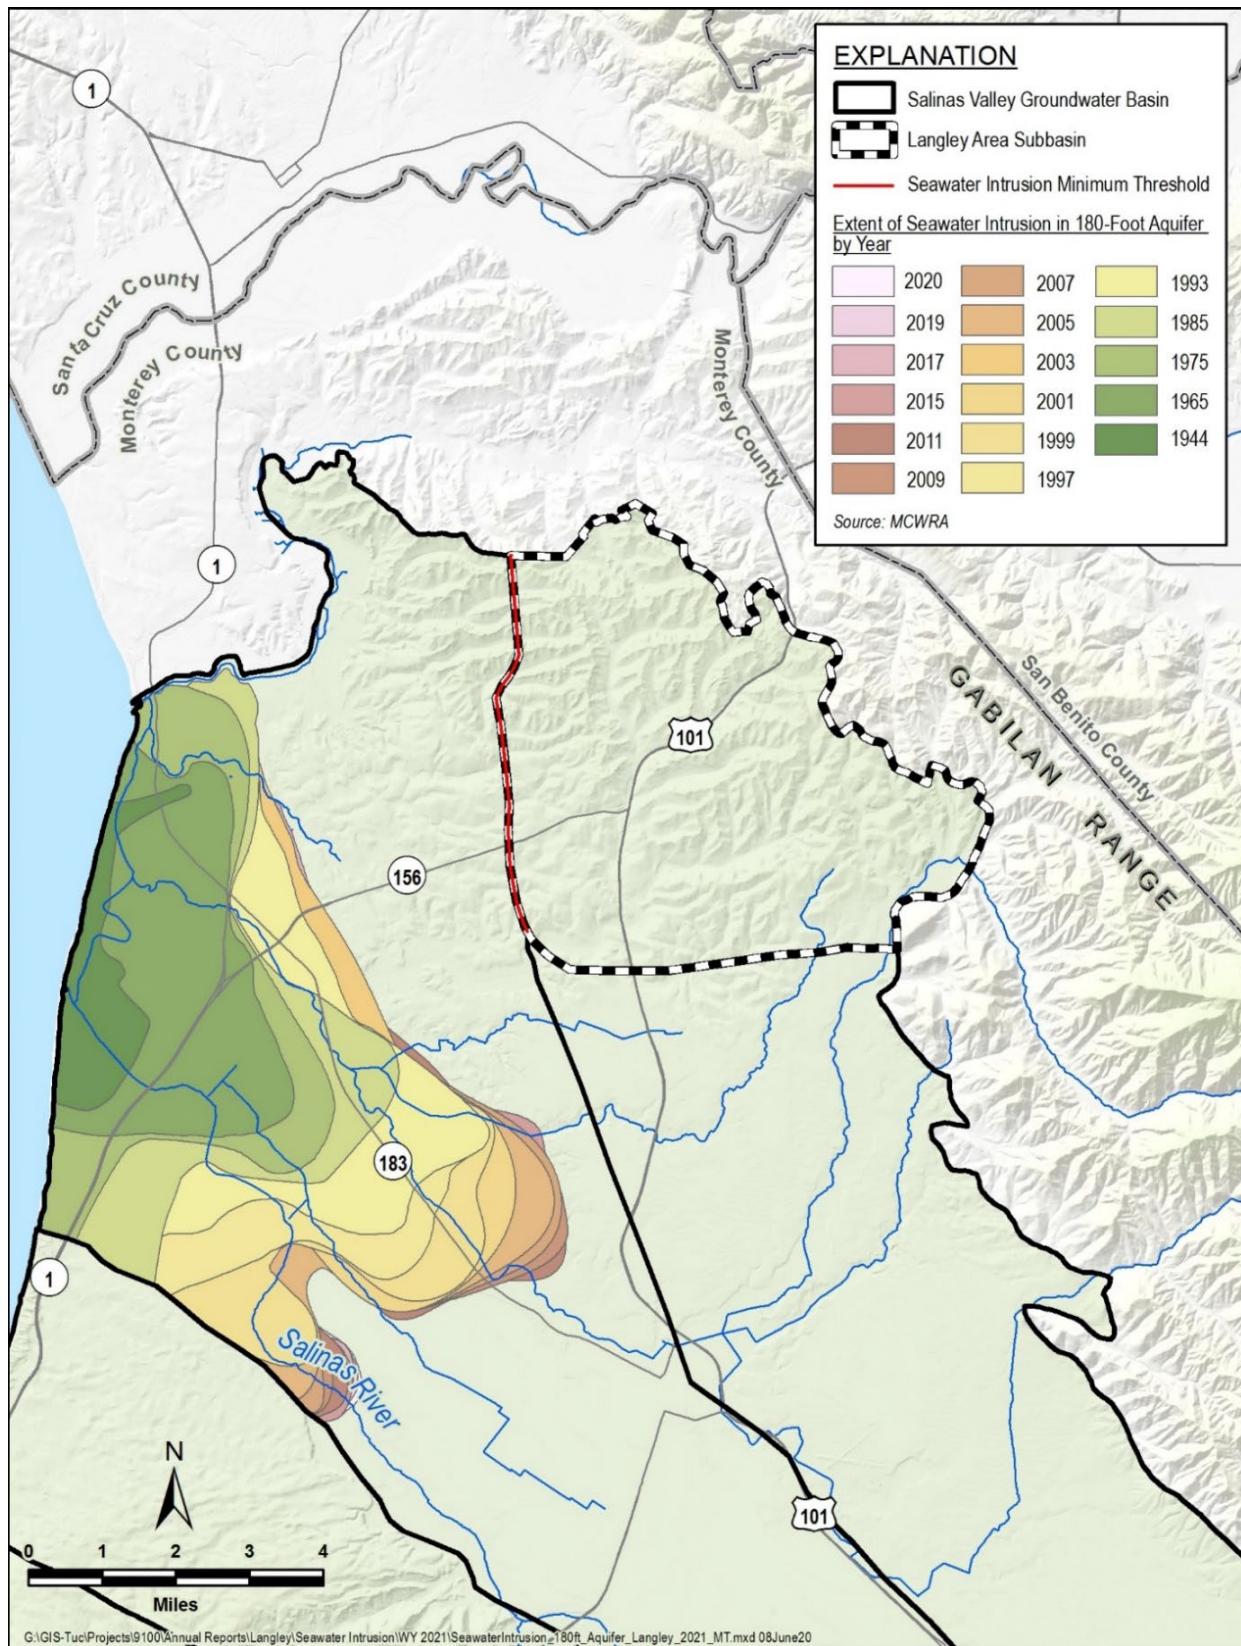 EXPLANATION
Salinas Valley Groundwater Basin
Langley Area Subbasin
Seawater Intrusion Minimum Threshold
Extent of Seawater Intrusion in 180-Foot Aquifer
by Year
2020 2007 1993
2019 2005 1985
2017 2003 1975
2015 2001 1965
2011 1999 1944
2009 1997
Source: MCWRA
1
Santa Cruz County
Monterey County
Monterey County
1
San Benito County
GABILAN RANGE
101
156
183
1
Salinas River
101
N
0 1 2 3 4
Miles
G:\GIS-Tuc\Projects\9100\Annual Reports\Langley\Seawater Intrusion\WY 2021\SeawaterIntrusion_180ft_Aquifer_Langley_2021_MT.mxd 08June20